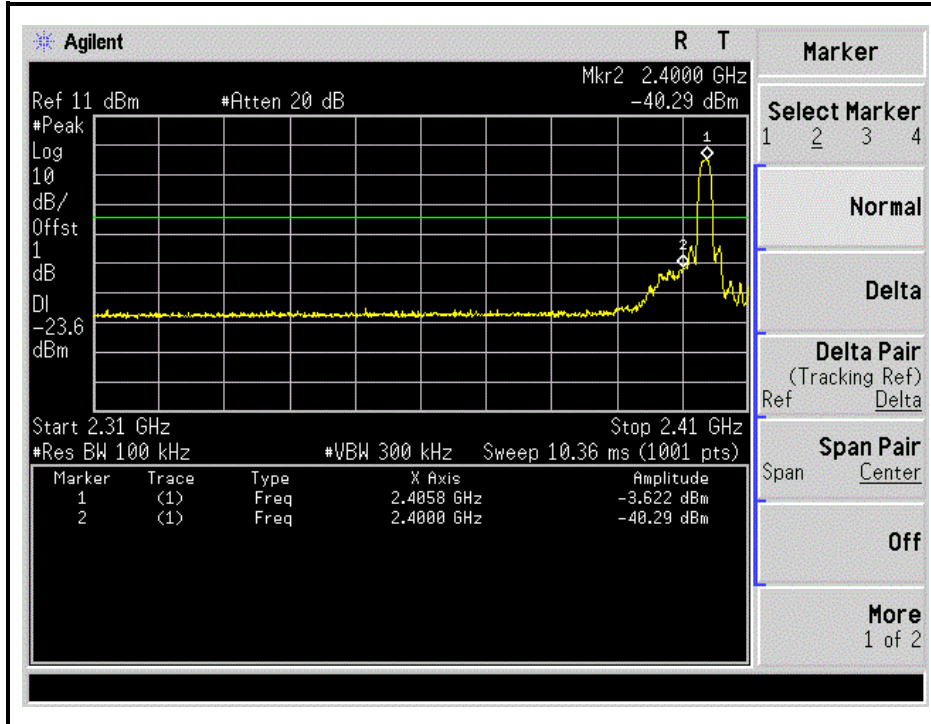 Agilent
R T
Mkr2 2.4000 GHz
Ref 11 dBm #Atten 20 dB -40.29 dBm
#Peak
Log
10
dB/
Offst
1
dB
DI
-23.6
dBm
1
2
Start 2.31 GHz Stop 2.41 GHz
#Res BW 100 kHz #VBW 300 kHz Sweep 10.36 ms (1001 pts)
Marker Trace Type X Axis Amplitude
1 (1) Freq 2.4058 GHz -3.622 dBm
2 (1) Freq 2.4000 GHz -40.29 dBm
Marker
Select Marker
1 2 3 4
Normal
Delta
Delta Pair
(Tracking Ref)
Ref Delta
Span Pair
Span Center
Off
More
1 of 2